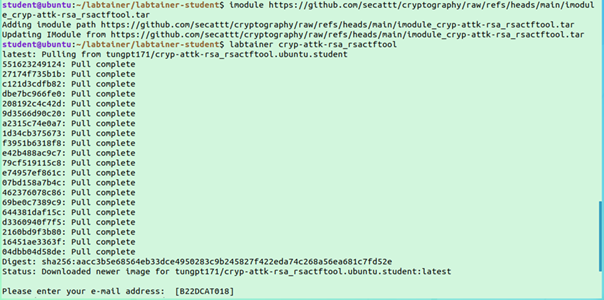 student@ubuntu:~/labtainer/labtainer-student$ imodule https://github.com/secattt/cryptography/raw/refs/heads/main/imodul
e_cryp-attk-rsa_rsactftool.tar
Adding imodule path https://github.com/secattt/cryptography/raw/refs/heads/main/imodule_cryp-attk-rsa_rsactftool.tar
Updating IModule from https://github.com/secattt/cryptography/raw/refs/heads/main/imodule_cryp-attk-rsa_rsactftool.tar
student@ubuntu:~/labtainer/labtainer-student$ labtainer cryp-attk-rsa_rsactftool
latest: Pulling from tungpt171/cryp-attk-rsa_rsactftool.ubuntu.student
551623249124: Pull complete
27174f735b1b: Pull complete
c121d3cdfb82: Pull complete
dbe7bc966fe0: Pull complete
208192c4c42d: Pull complete
9d3566d90c20: Pull complete
a2315c74e0a7: Pull complete
1d34cb375673: Pull complete
f3951b6318f8: Pull complete
e42b488ac9c7: Pull complete
79cf519115c8: Pull complete
e74957ef861c: Pull complete
07bd158a7b4c: Pull complete
462376078c86: Pull complete
69be0c7389c9: Pull complete
644381daf15c: Pull complete
d3360940f7f5: Pull complete
2160bd9f3b80: Pull complete
16451ae3363f: Pull complete
04dbb04d58de: Pull complete
Digest: sha256:aacc3b5e68564eb33dce4950283c9b245827f422eda74c268a56ea681c7fd52e
Status: Downloaded newer image for tungpt171/cryp-attk-rsa_rsactftool.ubuntu.student:latest
Please enter your e-mail address:  [B22DCAT018]